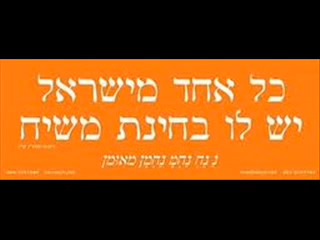 כל אחד מישראל
יש לו בחינת משיח
נ נח נחמ נחמן מאומן